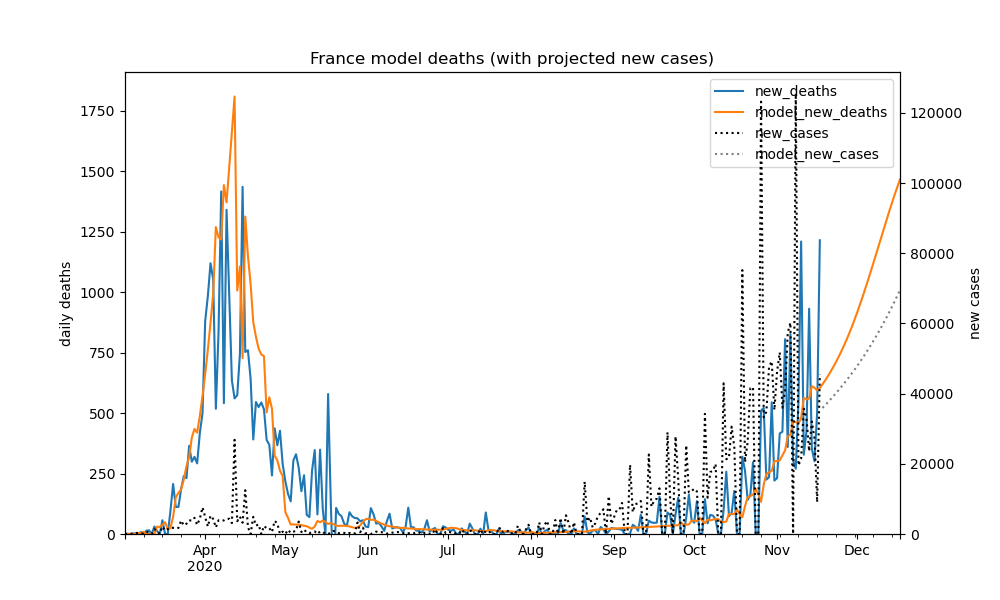 France model deaths (with projected new cases)
new_deaths
model_new_deaths
new_cases
model_new_cases
daily deaths
new cases
1750
1500
1250
1000
750
500
250
0
120000
100000
80000
60000
40000
20000
0
Apr May Jun Jul Aug Sep Oct Nov Dec
2020